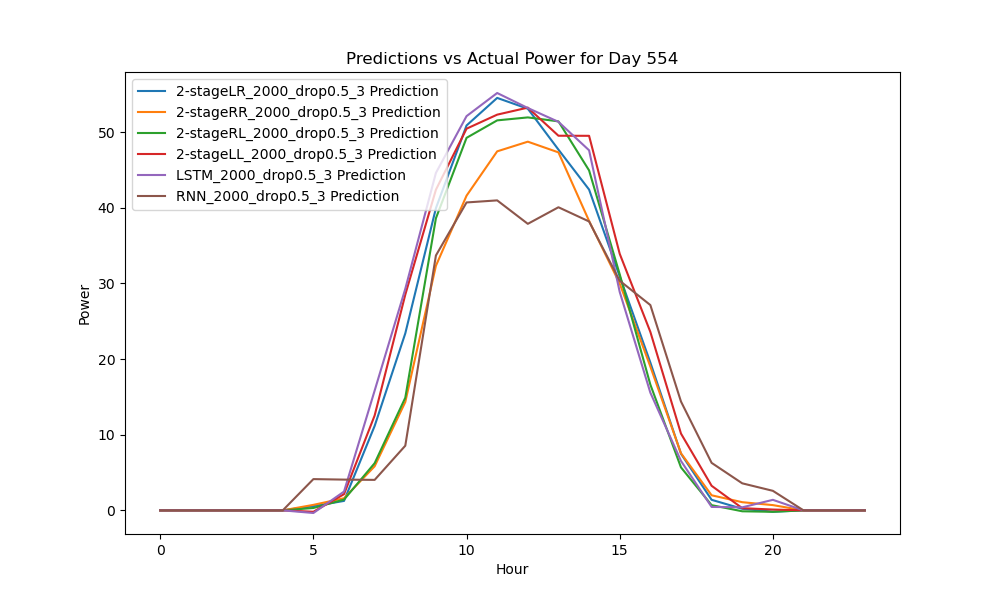 Predictions vs Actual Power for Day 554
2-stageLR_2000_drop0.5_3 Prediction
2-stageRR_2000_drop0.5_3 Prediction
2-stageRL_2000_drop0.5_3 Prediction
2-stageLL_2000_drop0.5_3 Prediction
LSTM_2000_drop0.5_3 Prediction
RNN_2000_drop0.5_3 Prediction
Power
50
40
30
20
10
0
0 5 10 15 20
Hour